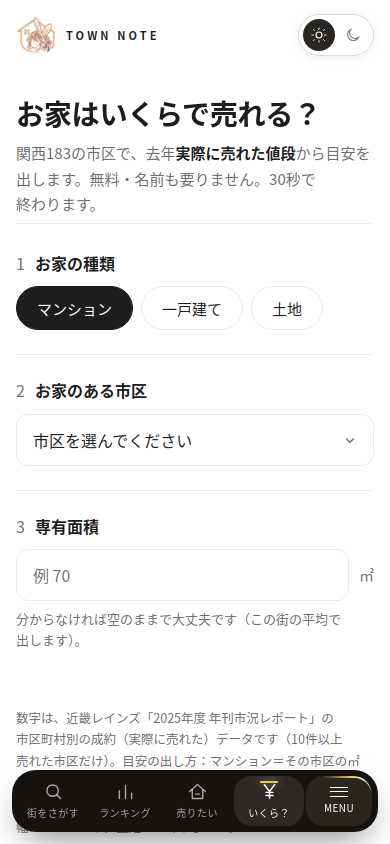 TOWN NOTE
お家はいくらで売れる？
関西183の市区で、去年実際に売れた値段から目安を
出します。無料・名前も要りません。30秒で
終わります。
1 お家の種類
マンション 一戸建て 土地
2 お家のある市区
市区を選んでください
3 専有面積
例 70 ㎡
分からなければ空のままで大丈夫です（この街の平均で
出します）。
数字は、近畿レインズ「2025年度 年刊市況レポート」の
市区町村別の成約（実際に売れた）データです（10件以上
売れた市区だけ）。目安の出し方：マンション＝その市区の㎡
街をさがす ランキング 売りたい いくら？ MENU